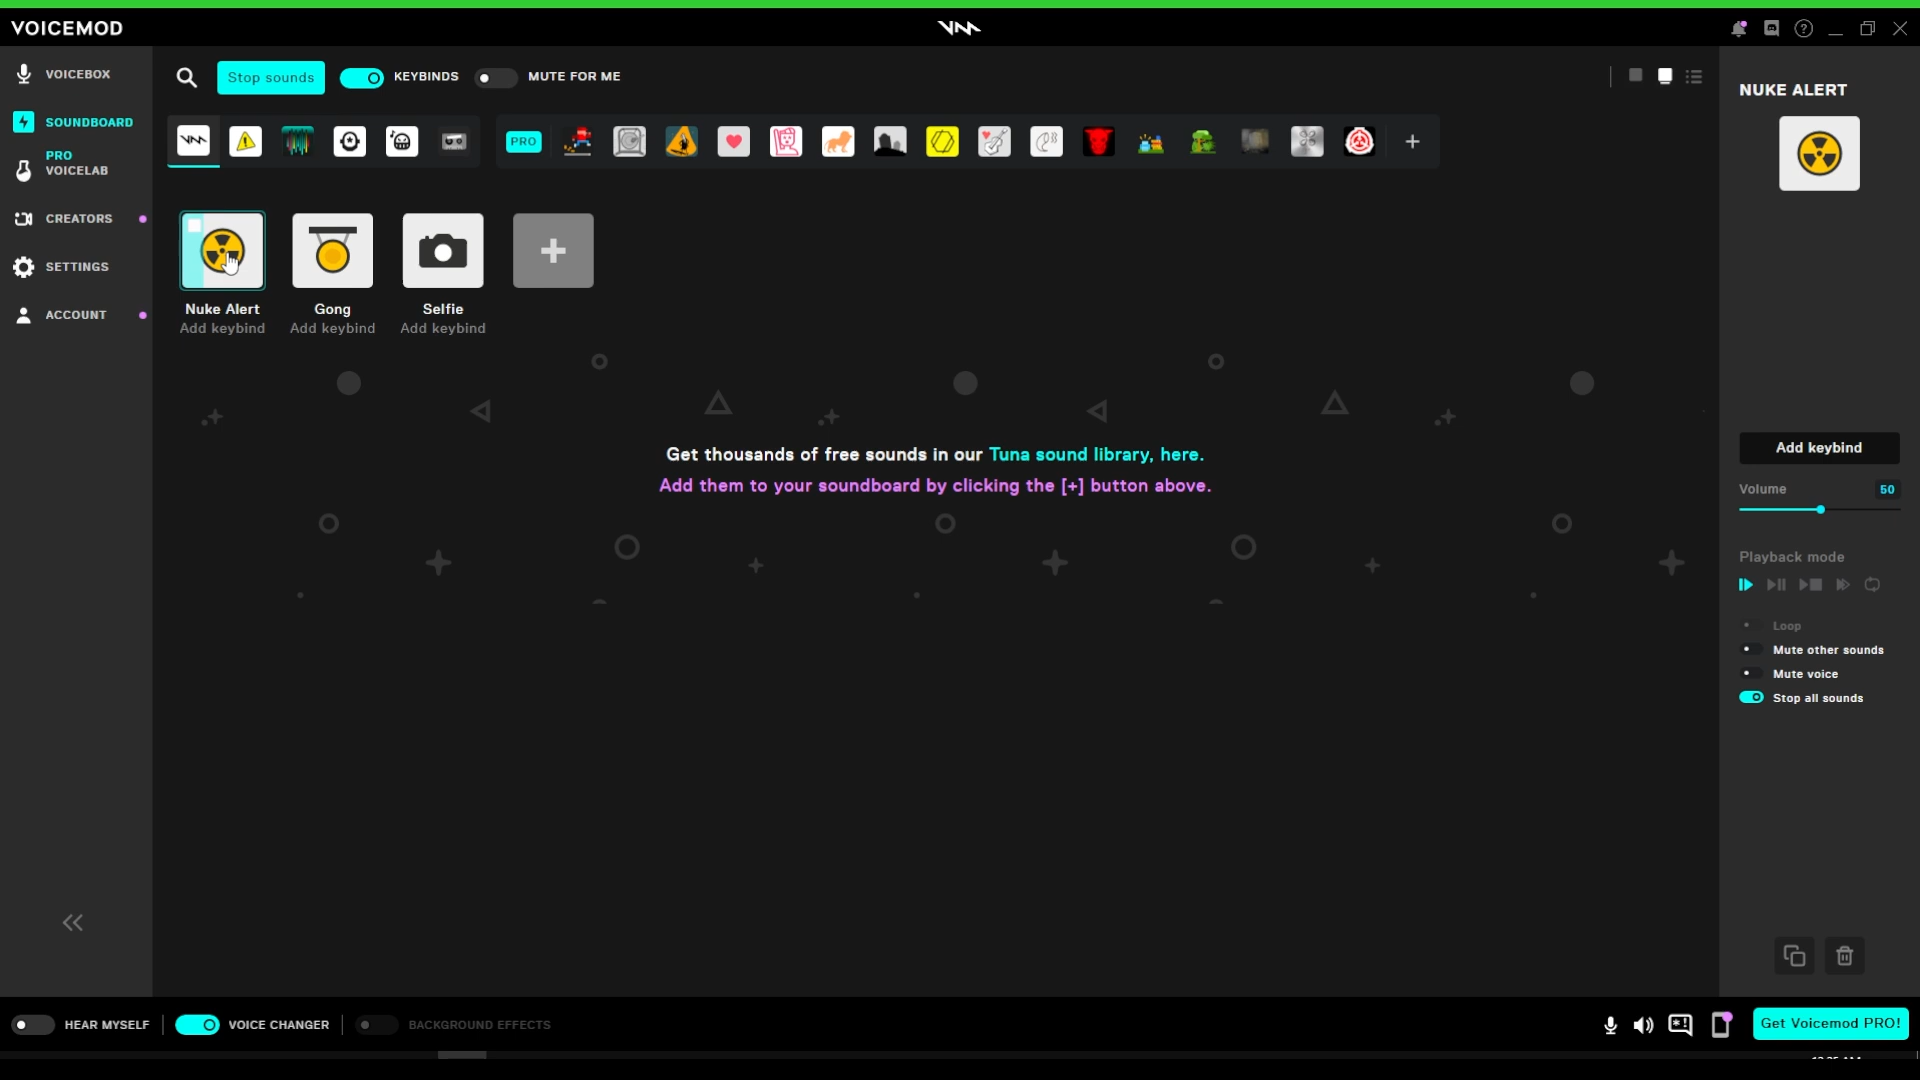 VOICEMOD
VOICEBOX
SOUNDBOARD
PRO
VOICELAB
CREATORS
SETTINGS
ACCOUNT
Stop sounds
KEYBINDS
MUTE FOR ME
PRO
Nuke Alert
Add keybind
Gong
Add keybind
Selfie
Add keybind
Get thousands of free sounds in our Tuna sound library, here.
Add them to your soundboard by clicking the [+] button above.
NUKE ALERT
Add keybind
Volume 50
Playback mode
Loop
Mute other sounds
Mute voice
Stop all sounds
HEAR MYSELF
VOICE CHANGER
BACKGROUND EFFECTS
Get Voicemod PRO!